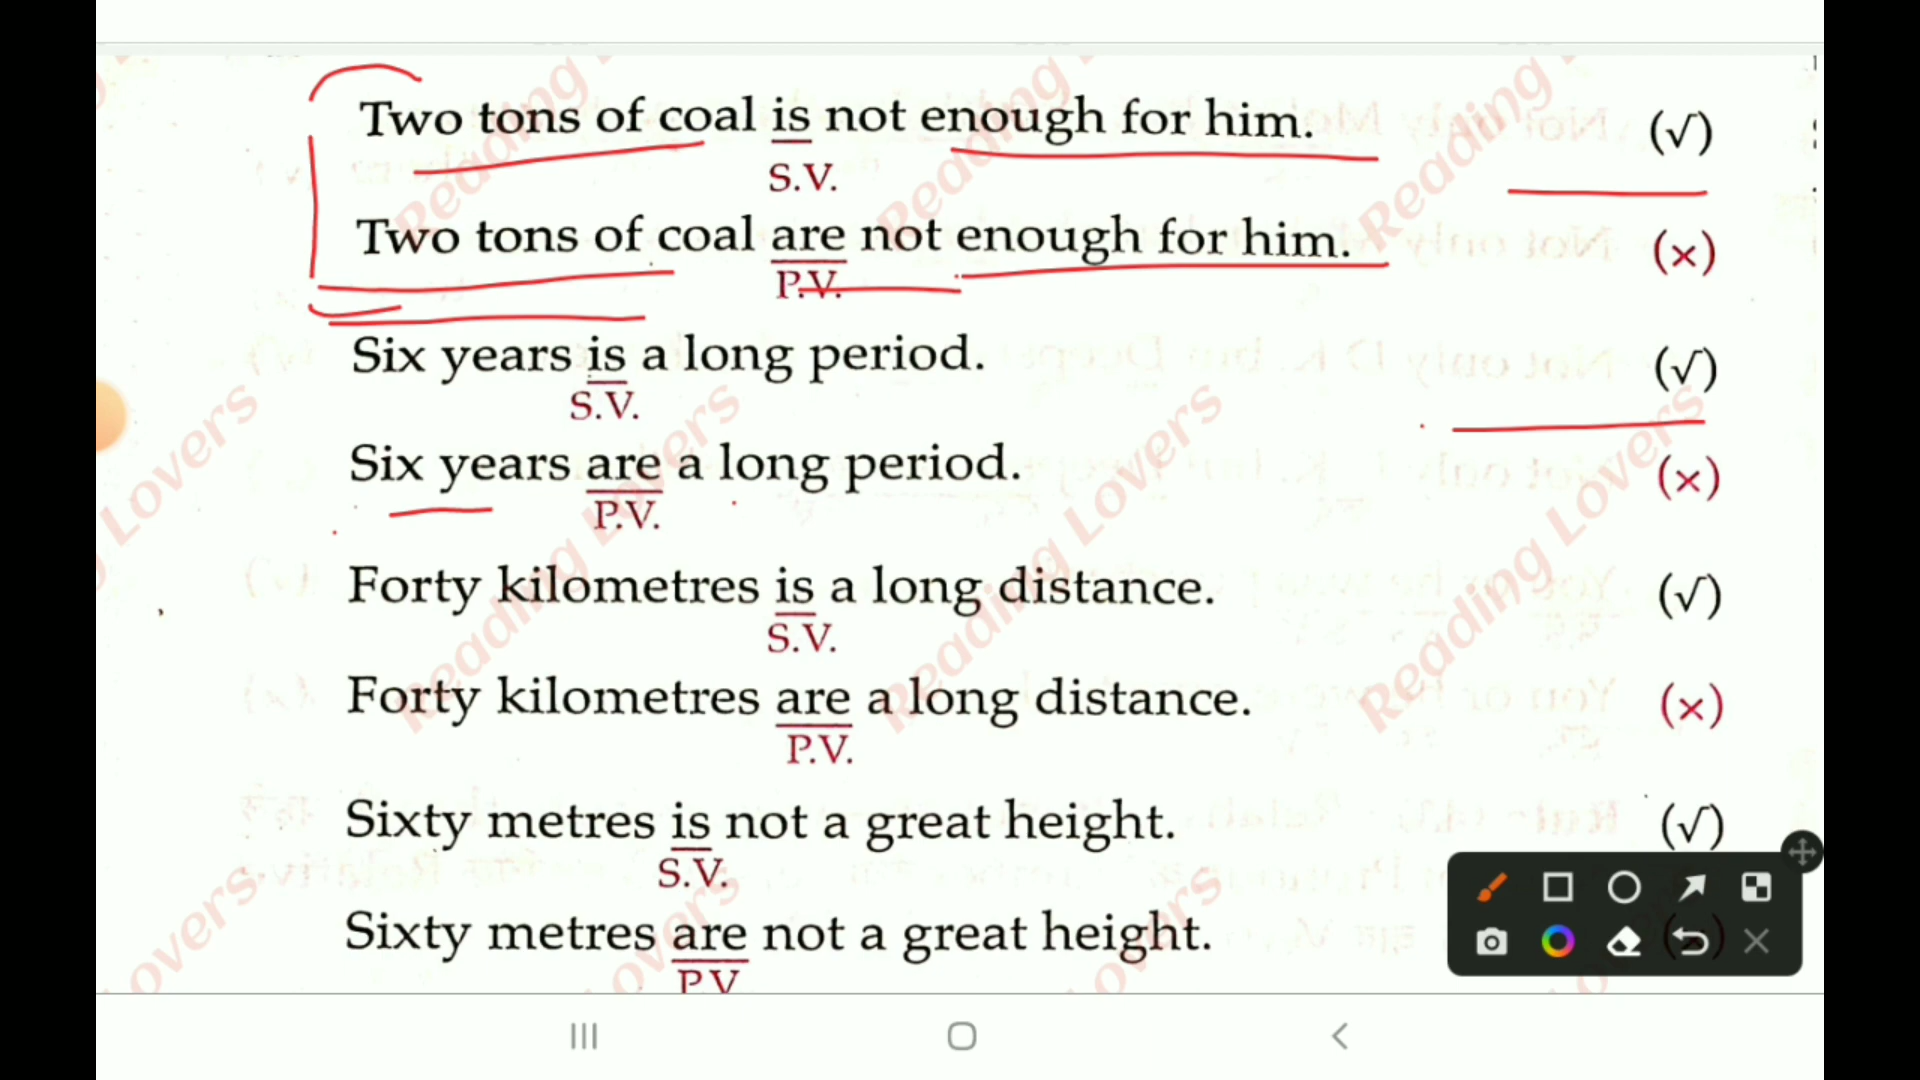 Two tons of coal is not enough for him. (√)
S.V.
Two tons of coal are not enough for him. (×)
P.V.
Six years is a long period. (√)
S.V.
Six years are a long period. (×)
P.V.
Forty kilometres is a long distance. (√)
S.V.
Forty kilometres are a long distance. (×)
P.V.
Sixty metres is not a great height. (√)
S.V.
Sixty metres are not a great height.
P.V
Reading Lovers